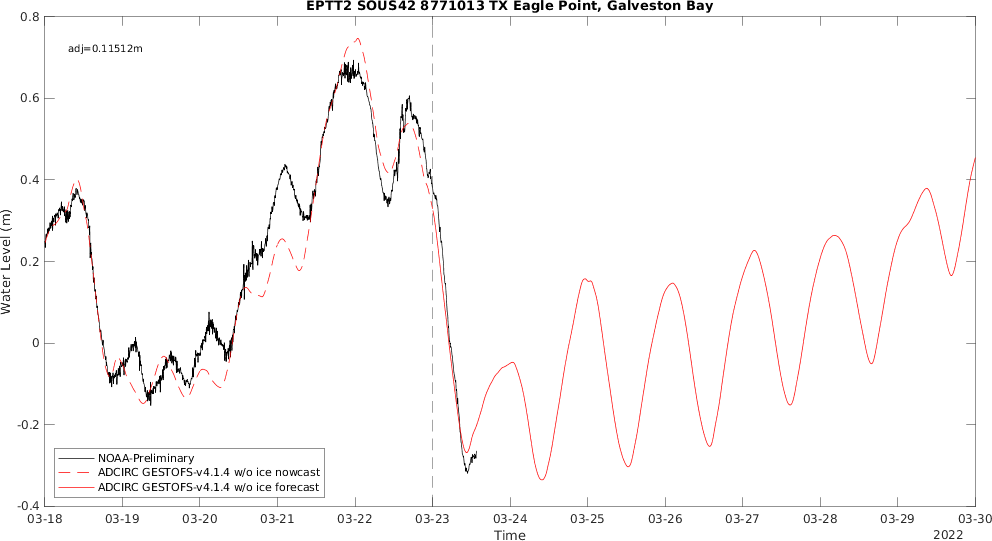 EPTT2 SOUS42 8771013 TX Eagle Point, Galveston Bay
adj=0.11512m
0.8
0.6
0.4
0.2
0
-0.2
-0.4
Water Level (m)
NOAA-Preliminary
ADCIRC GESTOFS-v4.1.4 w/o ice nowcast
ADCIRC GESTOFS-v4.1.4 w/o ice forecast
03-18 03-19 03-20 03-21 03-22 03-23 03-24 03-25 03-26 03-27 03-28 03-29 03-30
Time
2022